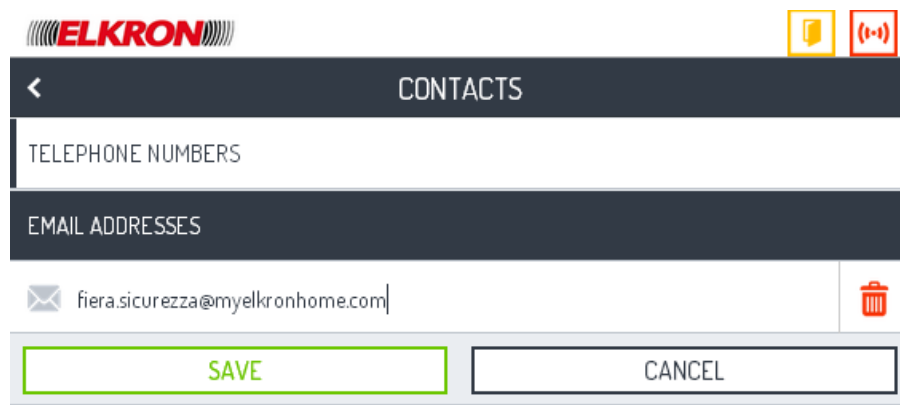 ELKRON
CONTACTS
TELEPHONE NUMBERS
EMAIL ADDRESSES
fiera.sicurezza@myelkronhome.com
SAVE CANCEL